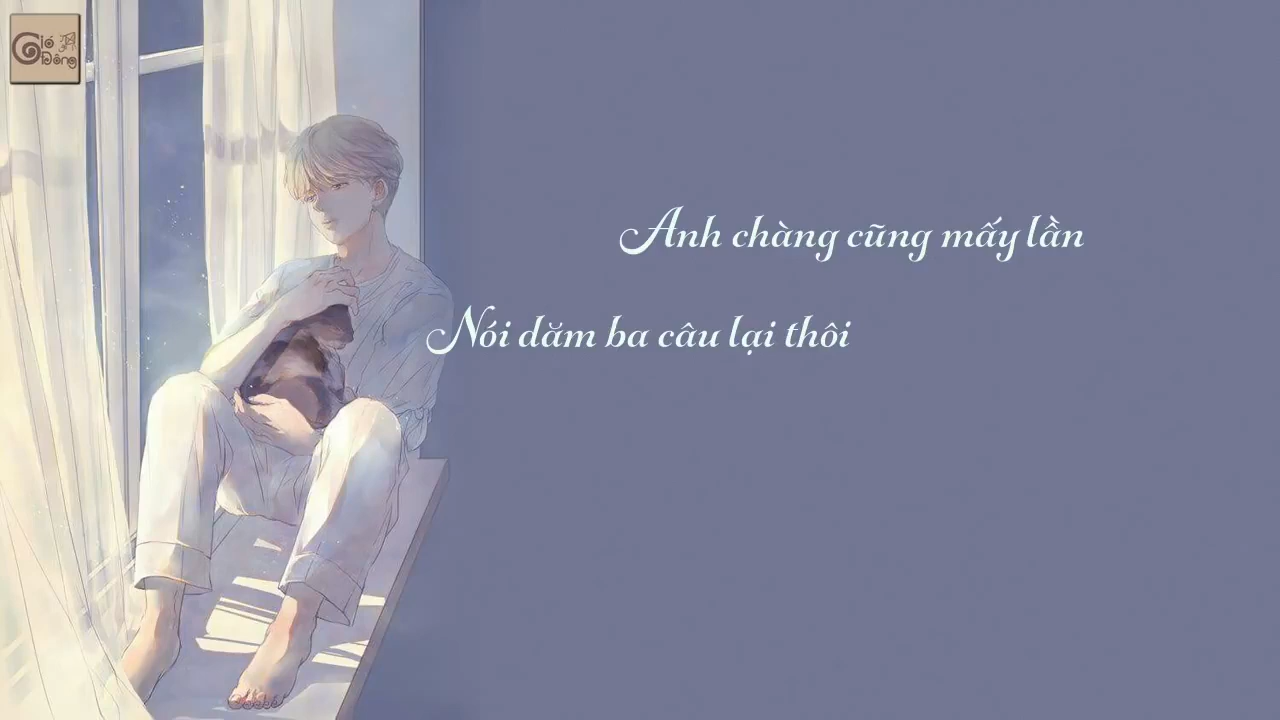 Gió
Đông
Anh chàng cũng mấy lần
Nói dăm ba câu lại thôi